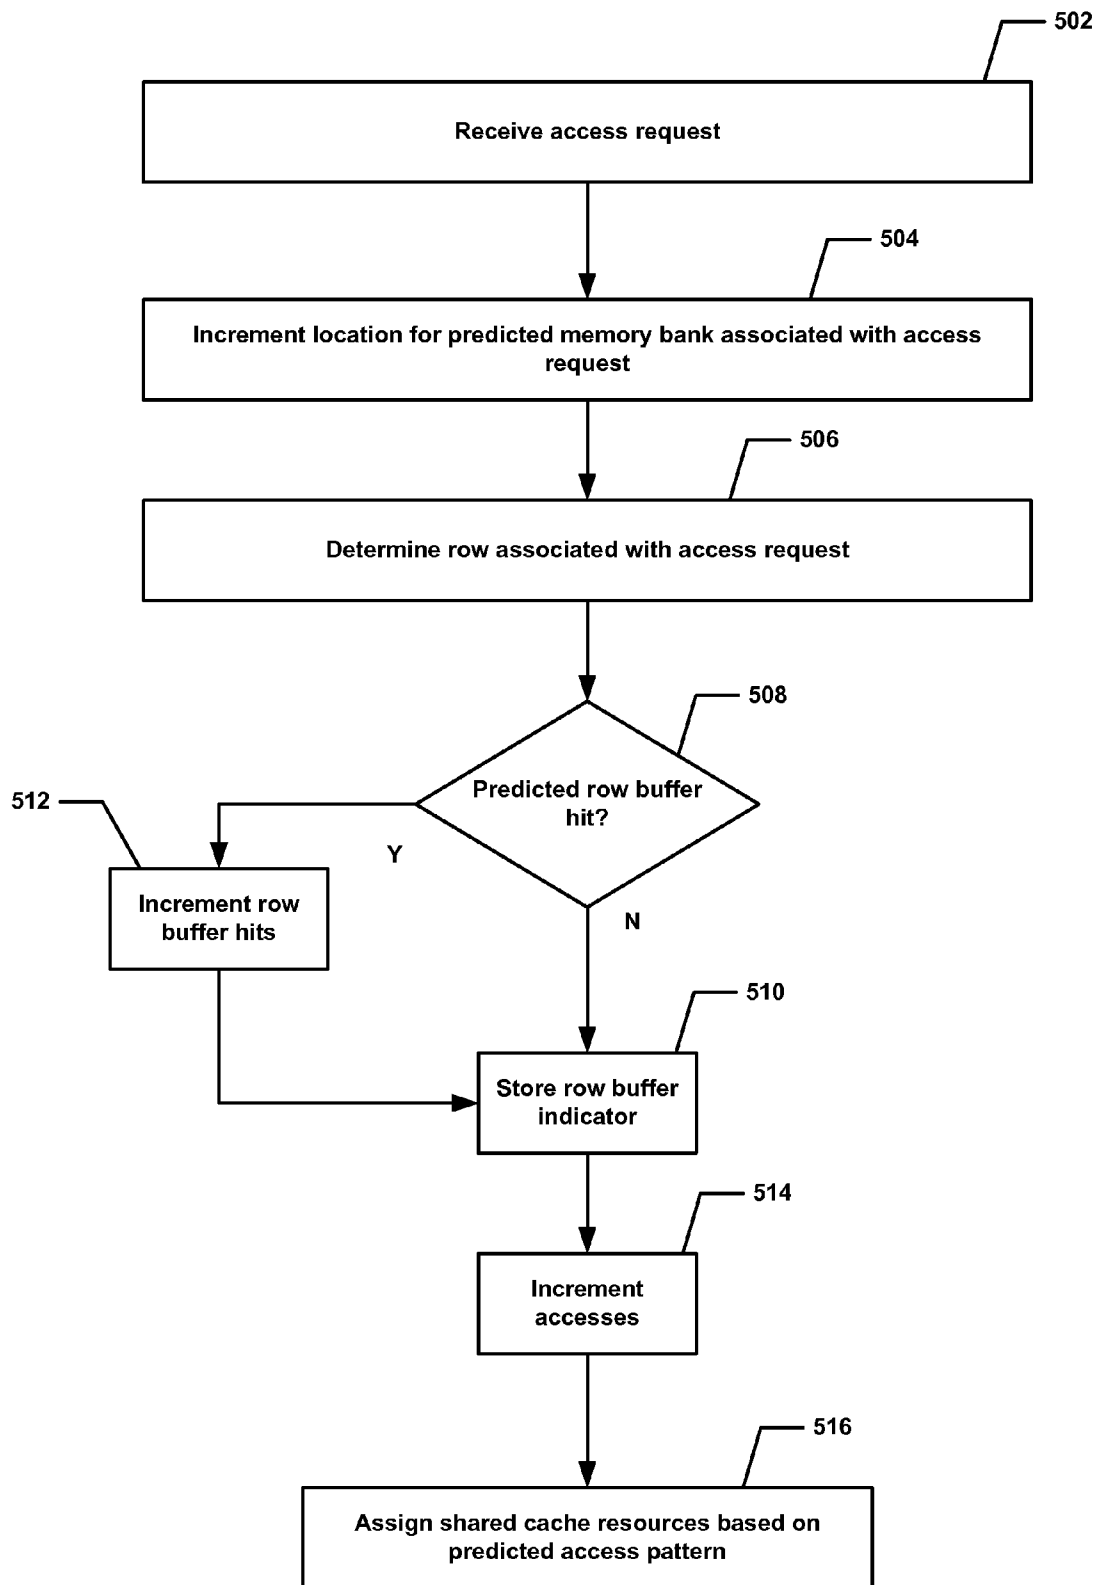 502
Receive access request
504
Increment location for predicted memory bank associated with access
request
506
Determine row associated with access request
508
Predicted row buffer
hit?
512
Y
Increment row
buffer hits
N
510
Store row buffer
indicator
514
Increment
accesses
516
Assign shared cache resources based on
predicted access pattern